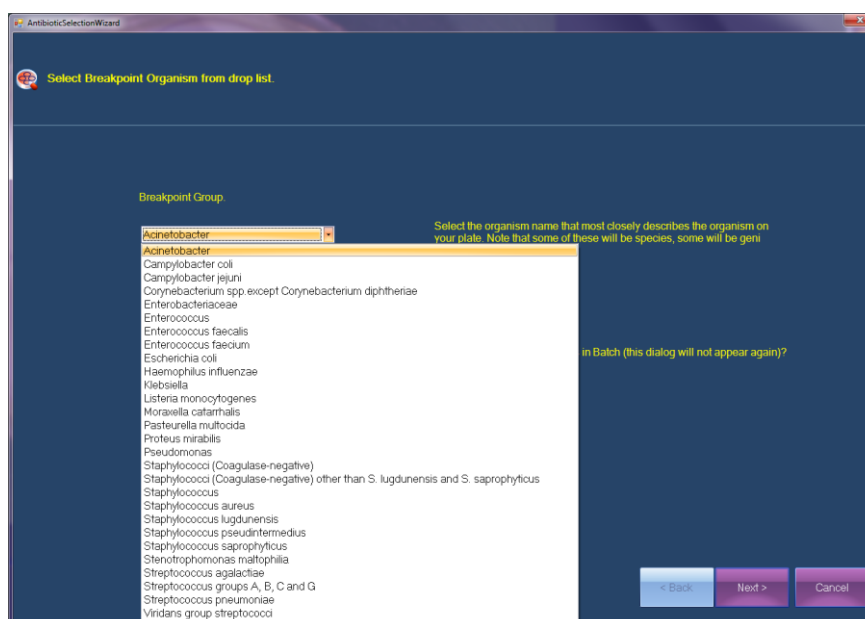 AntibioticSelectionWizard
Select Breakpoint Organism from drop list.
Breakpoint Group.
Acinetobacter
Select the organism name that most closely describes the organism on
your plate. Note that some of these will be species, some will be geni
Acinetobacter
Campylobacter coli
Campylobacter jejuni
Corynebacterium spp.except Corynebacterium diphtheriae
Enterobacteriaceae
Enterococcus
Enterococcus faecalis
Enterococcus faecium
in Batch (this dialog will not appear again)?
Escherichia coli
Haemophilus influenzae
Klebsiella
Listeria monocytogenes
Moraxella catarrhalis
Pasteurella multocida
Proteus mirabilis
Pseudomonas
Staphylococci (Coagulase-negative)
Staphylococci (Coagulase-negative) other than S. lugdunensis and S. saprophyticus
Staphylococcus
Staphylococcus aureus
Staphylococcus lugdunensis
Staphylococcus pseudintermedius
Staphylococcus saprophyticus
Stenotrophomonas maltophilia
Streptococcus agalactiae
Streptococcus groups A, B, C and G
Streptococcus pneumoniae
Viridans group streptococci
< Back
Next >
Cancel